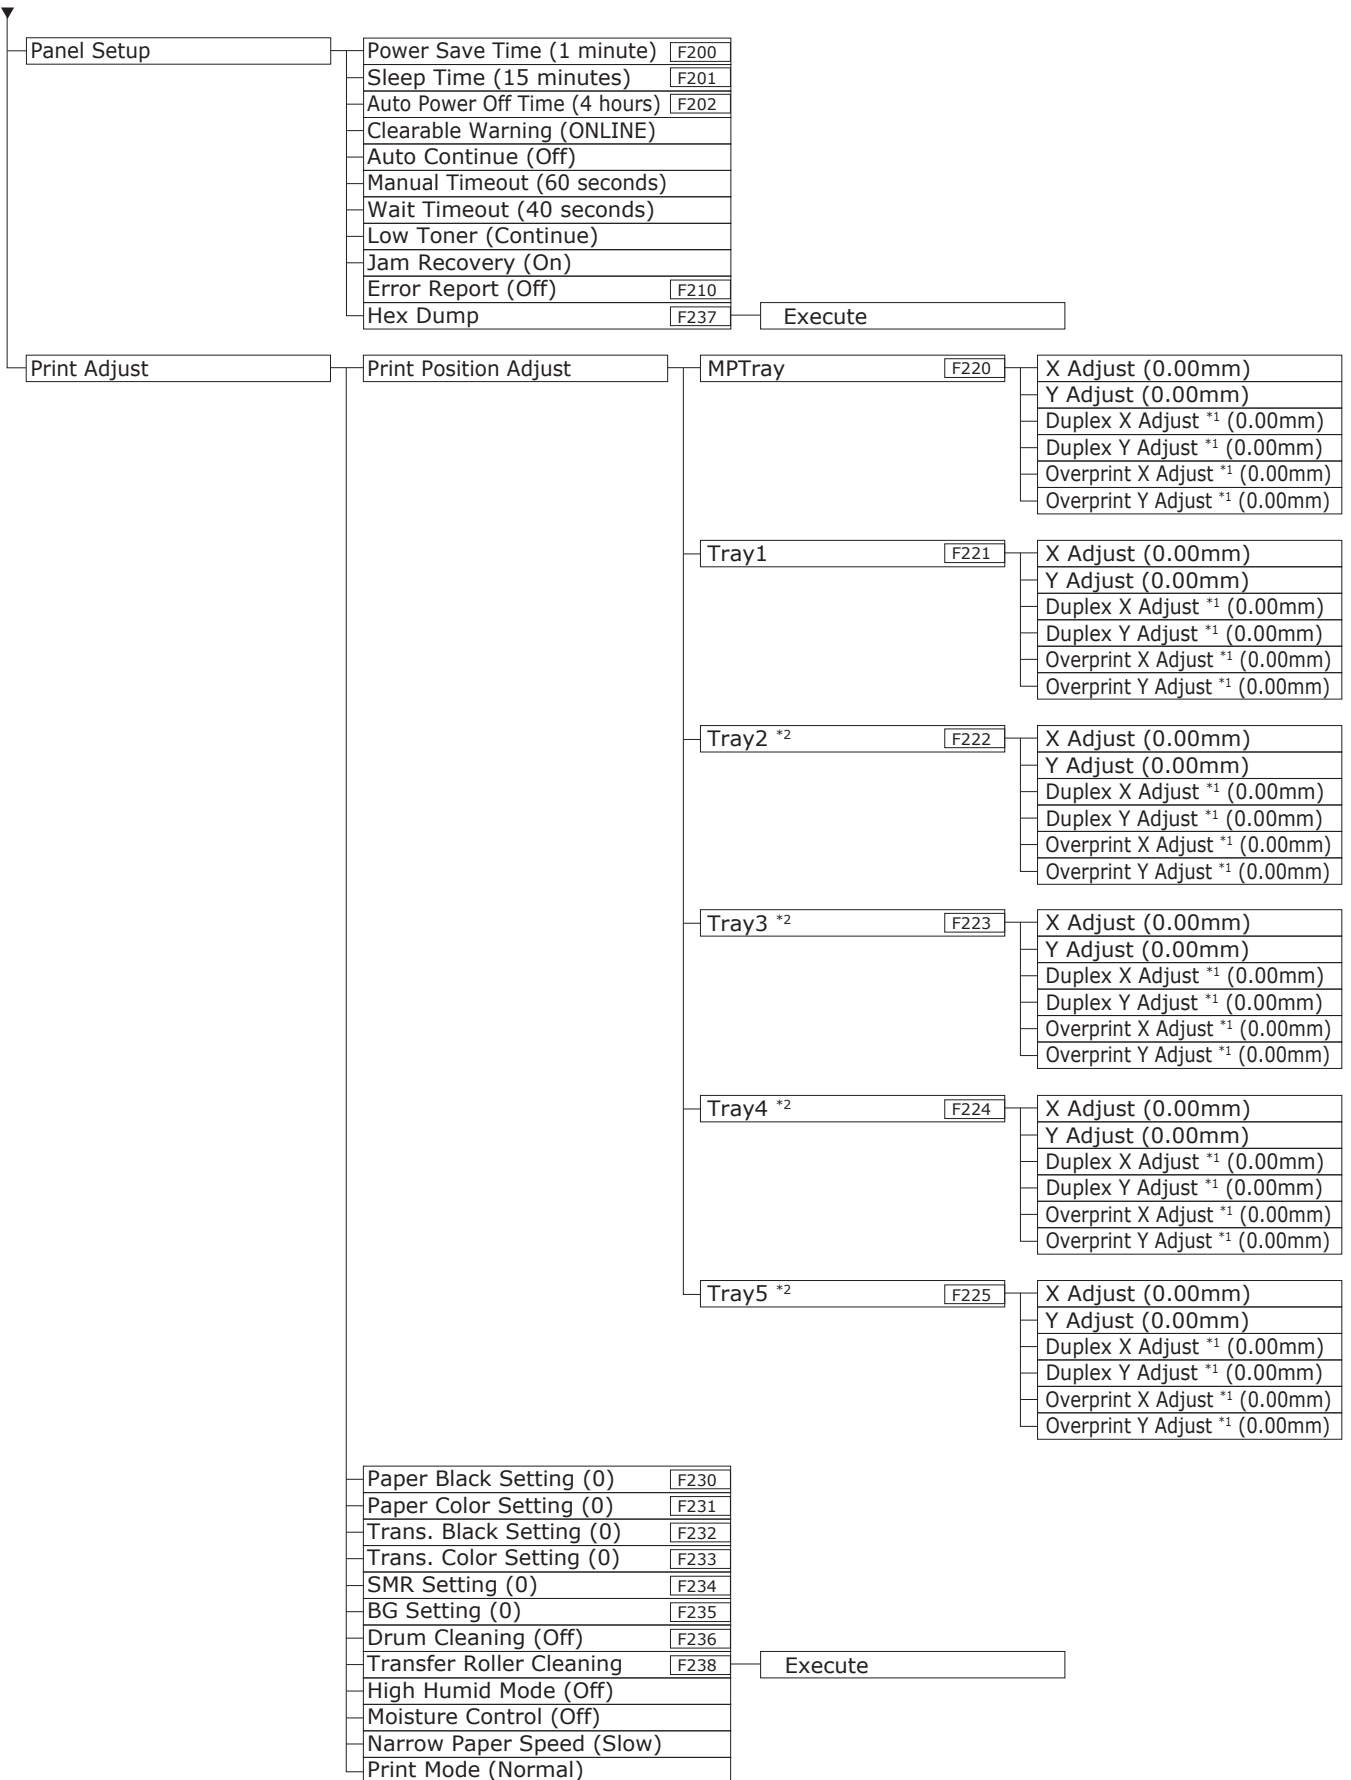 Panel Setup
Power Save Time (1 minute) F200
Sleep Time (15 minutes) F201
Auto Power Off Time (4 hours) F202
Clearable Warning (ONLINE)
Auto Continue (Off)
Manual Timeout (60 seconds)
Wait Timeout (40 seconds)
Low Toner (Continue)
Jam Recovery (On)
Error Report (Off) F210
Hex Dump F237 Execute
Print Adjust
Print Position Adjust
MPTray F220
X Adjust (0.00mm)
Y Adjust (0.00mm)
Duplex X Adjust *1 (0.00mm)
Duplex Y Adjust *1 (0.00mm)
Overprint X Adjust *1 (0.00mm)
Overprint Y Adjust *1 (0.00mm)
Tray1 F221
X Adjust (0.00mm)
Y Adjust (0.00mm)
Duplex X Adjust *1 (0.00mm)
Duplex Y Adjust *1 (0.00mm)
Overprint X Adjust *1 (0.00mm)
Overprint Y Adjust *1 (0.00mm)
Tray2 *2 F222
X Adjust (0.00mm)
Y Adjust (0.00mm)
Duplex X Adjust *1 (0.00mm)
Duplex Y Adjust *1 (0.00mm)
Overprint X Adjust *1 (0.00mm)
Overprint Y Adjust *1 (0.00mm)
Tray3 *2 F223
X Adjust (0.00mm)
Y Adjust (0.00mm)
Duplex X Adjust *1 (0.00mm)
Duplex Y Adjust *1 (0.00mm)
Overprint X Adjust *1 (0.00mm)
Overprint Y Adjust *1 (0.00mm)
Tray4 *2 F224
X Adjust (0.00mm)
Y Adjust (0.00mm)
Duplex X Adjust *1 (0.00mm)
Duplex Y Adjust *1 (0.00mm)
Overprint X Adjust *1 (0.00mm)
Overprint Y Adjust *1 (0.00mm)
Tray5 *2 F225
X Adjust (0.00mm)
Y Adjust (0.00mm)
Duplex X Adjust *1 (0.00mm)
Duplex Y Adjust *1 (0.00mm)
Overprint X Adjust *1 (0.00mm)
Overprint Y Adjust *1 (0.00mm)
Paper Black Setting (0) F230
Paper Color Setting (0) F231
Trans. Black Setting (0) F232
Trans. Color Setting (0) F233
SMR Setting (0) F234
BG Setting (0) F235
Drum Cleaning (Off) F236
Transfer Roller Cleaning F238 Execute
High Humid Mode (Off)
Moisture Control (Off)
Narrow Paper Speed (Slow)
Print Mode (Normal)